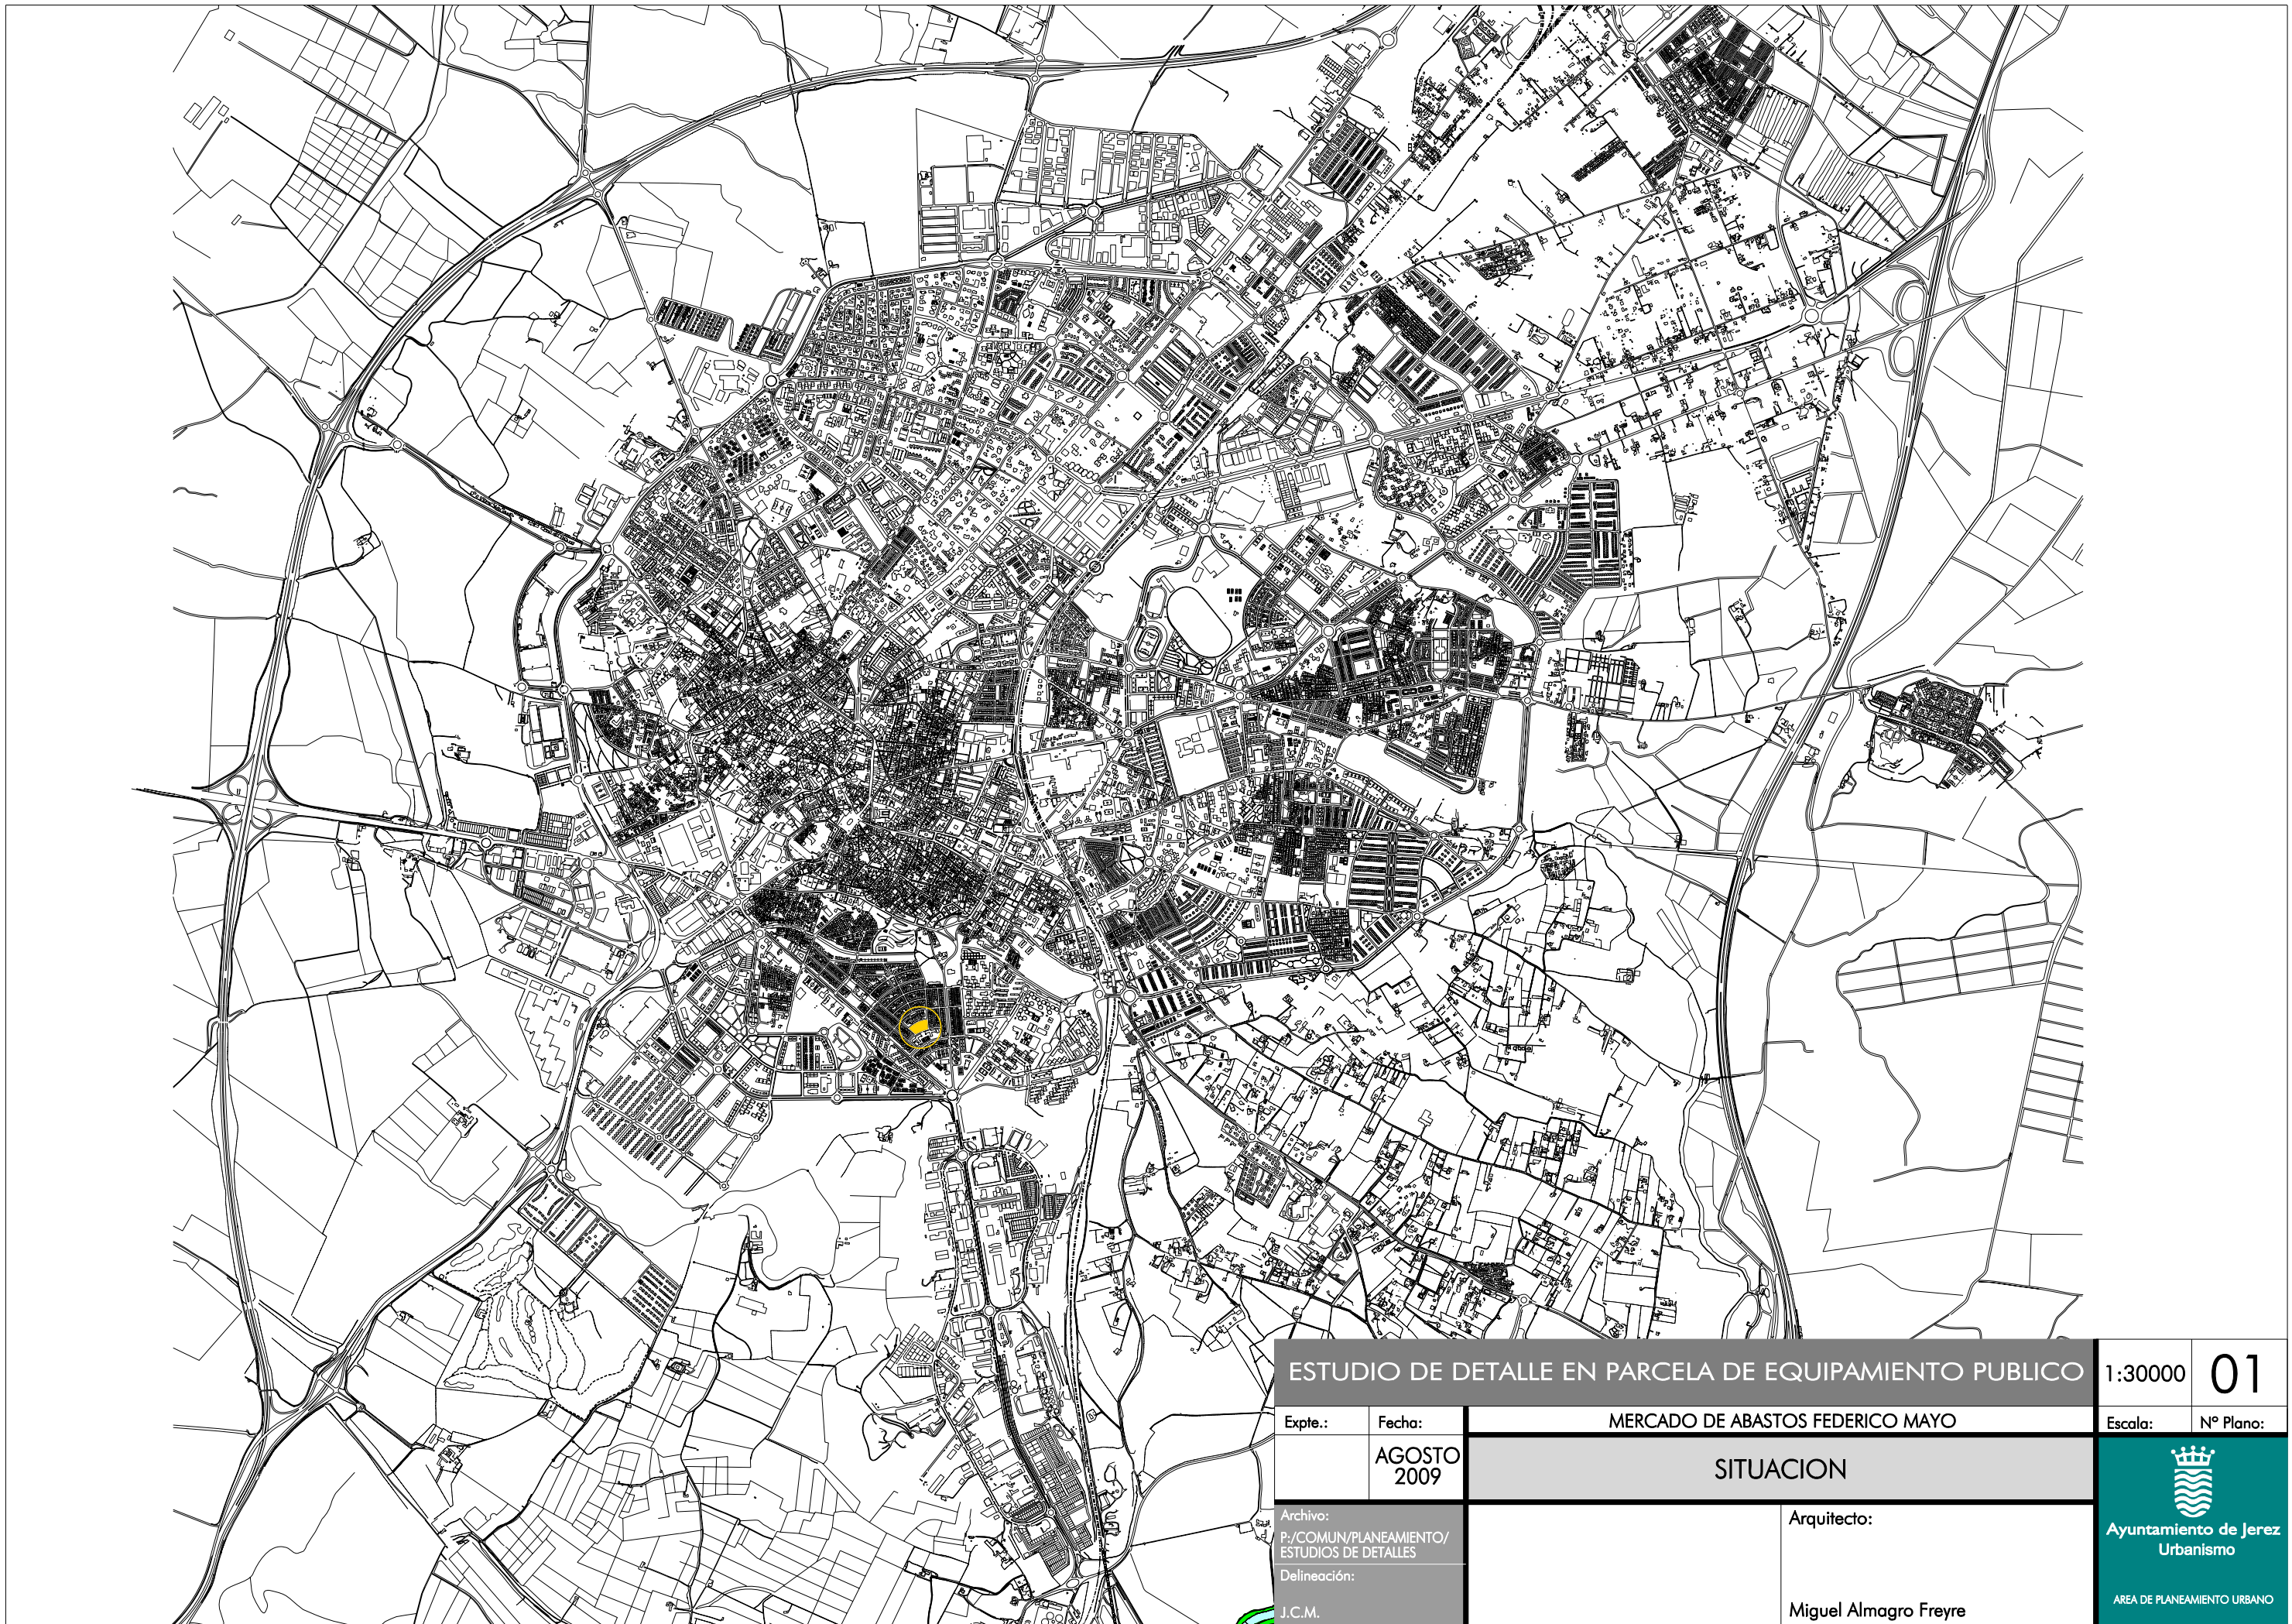 ESTUDIO DE DETALLE EN PARCELA DE EQUIPAMIENTO PUBLICO
1:30000
01
Expte.:
Fecha:
MERCADO DE ABASTOS FEDERICO MAYO
Escala:
Nº Plano:
AGOSTO
2009
SITUACION
Archivo:
P:/COMUN/PLANEAMIENTO/
ESTUDIOS DE DETALLES
Delineación:
J.C.M.
Arquitecto:
Miguel Almagro Freyre
Ayuntamiento de Jerez
Urbanismo
AREA DE PLANEAMIENTO URBANO